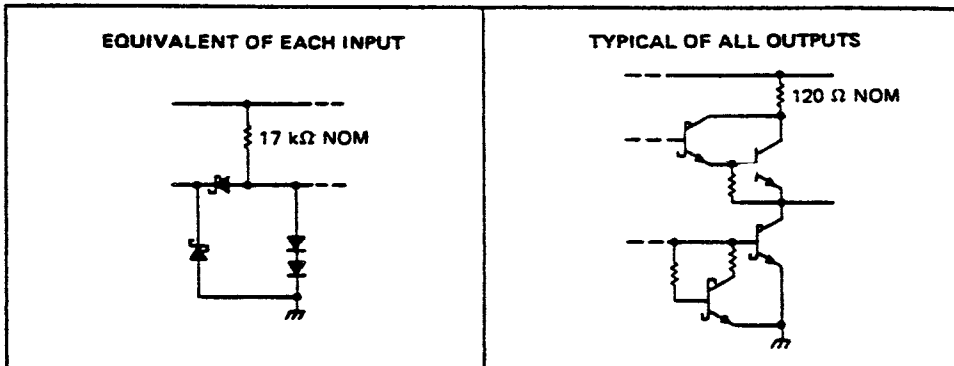 EQUIVALENT OF EACH INPUT
17 kΩ NOM
TYPICAL OF ALL OUTPUTS
120 Ω NOM